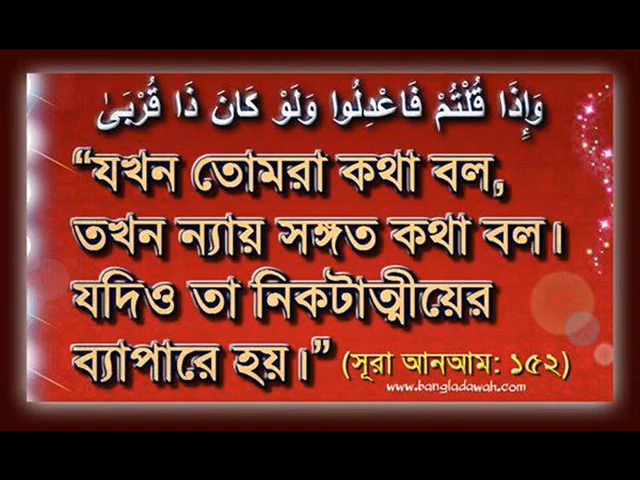 وَإِذَا قُلْتُمْ فَاعْدِلُوا وَلَوْ كَانَ ذَا قُرْبَىٰ
“যখন তোমরা কথা বল,
তখন ন্যায় সঙ্গত কথা বল।
যদিও তা নিকটাত্মীয়ের
ব্যাপারে হয়।” (সূরা আনআম: ১৫২)
www.bangladawah.com